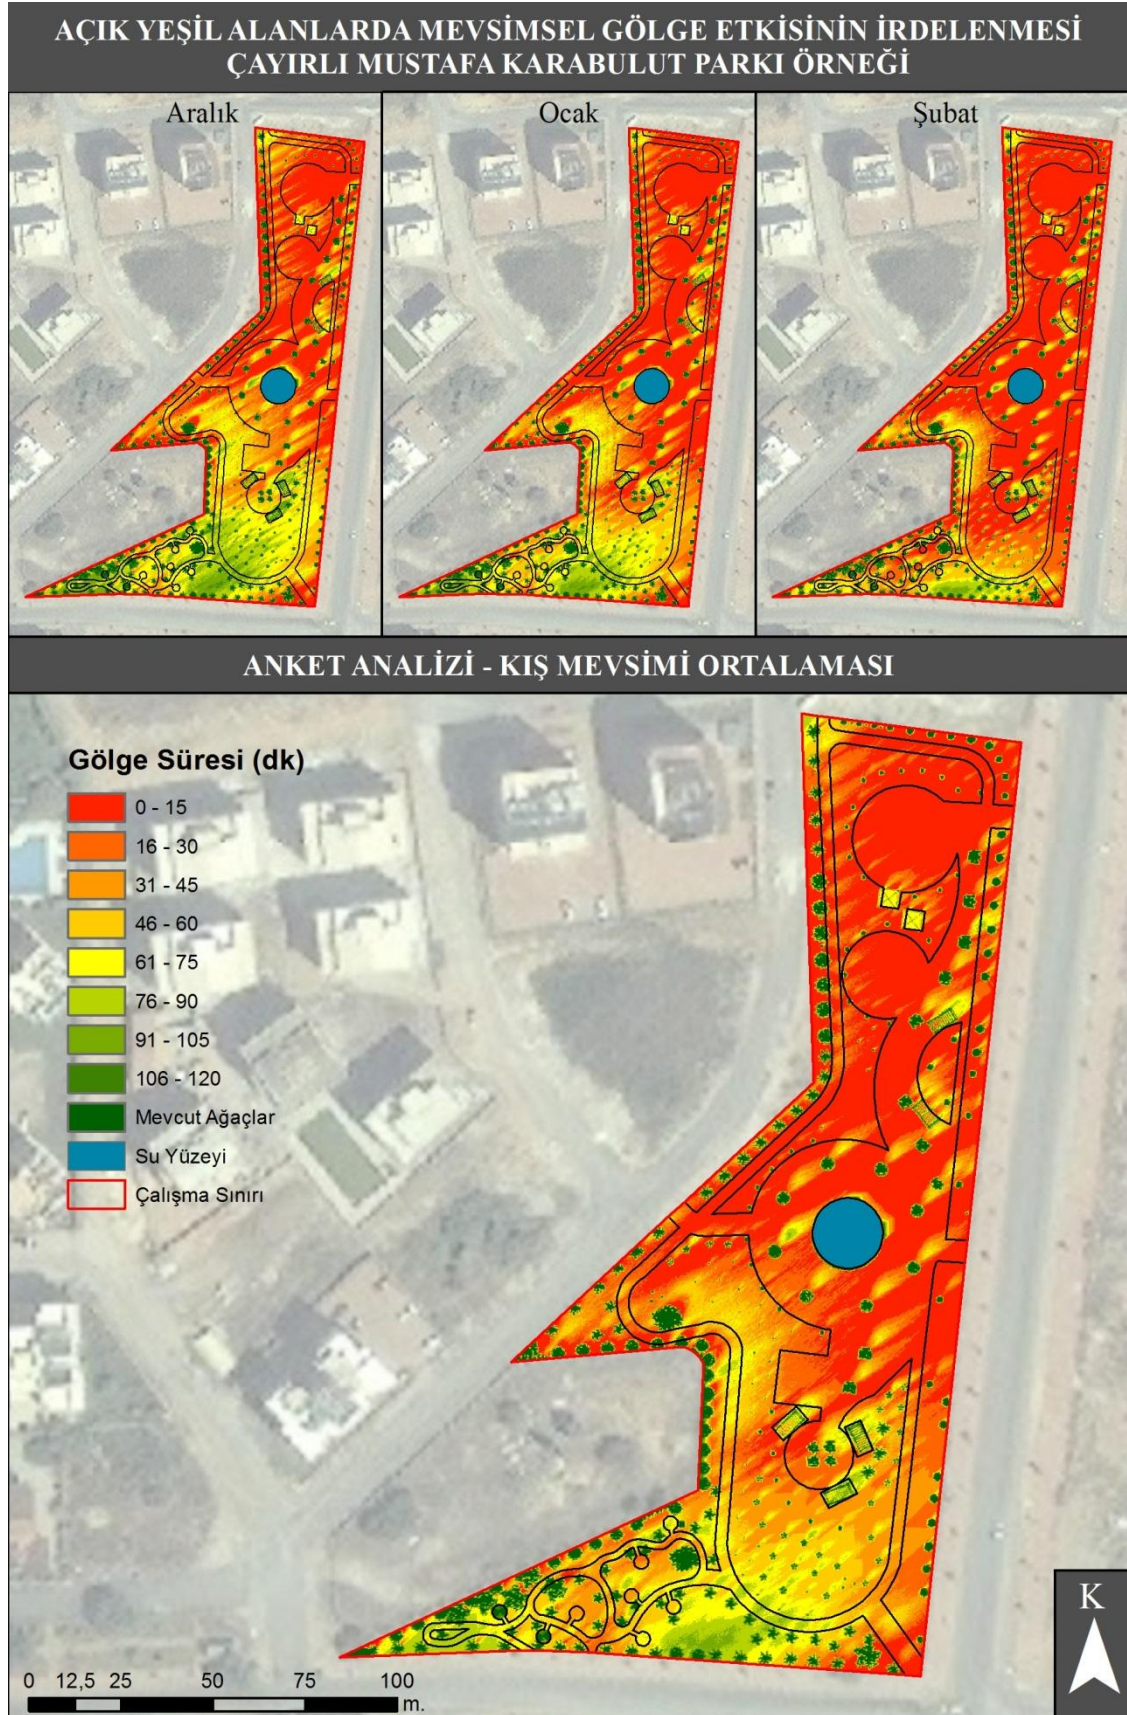 AÇIK YEŞİL ALANLARDA MEVSİMSEL GÖLGE ETKİSİNİN İRDELENMESİ
ÇAYIRLI MUSTAFA KARABULUT PARKI ÖRNEĞİ
Aralık
Ocak
Şubat
ANKET ANALİZİ - KIŞ MEVSİMİ ORTALAMASI
Gölge Süresi (dk)
0 - 15
16 - 30
31 - 45
46 - 60
61 - 75
76 - 90
91 - 105
106 - 120
Mevcut Ağaçlar
Su Yüzeyi
Çalışma Sınırı
K
0 12,5 25 50 75 100
m.